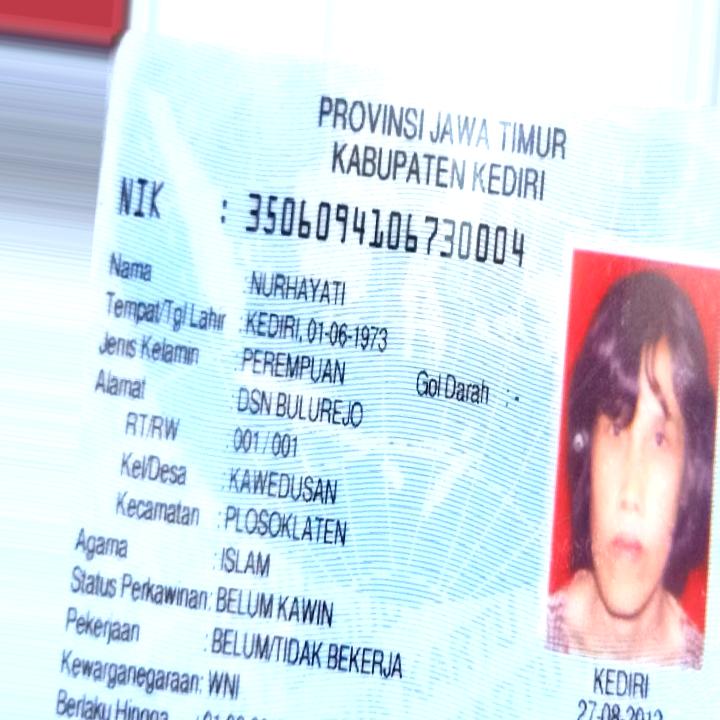 PROVINSI JAWA TIMUR
KABUPATEN KEDIRI
NIK : 3506094106730004
Nama : NURHAYATI
Tempat/Tgl Lahir : KEDIRI, 01-06-1973
Jenis Kelamin : PEREMPUAN Gol Darah : -
Alamat : DSN BULUREJO
RT/RW : 001 / 001
Kel/Desa : KAWEDUSAN
Kecamatan : PLOSOKLATEN
Agama : ISLAM
Status Perkawinan : BELUM KAWIN
Pekerjaan : BELUM/TIDAK BEKERJA
Kewarganegaraan : WNI
Berlaku Hingga :
KEDIRI
27-08-2012